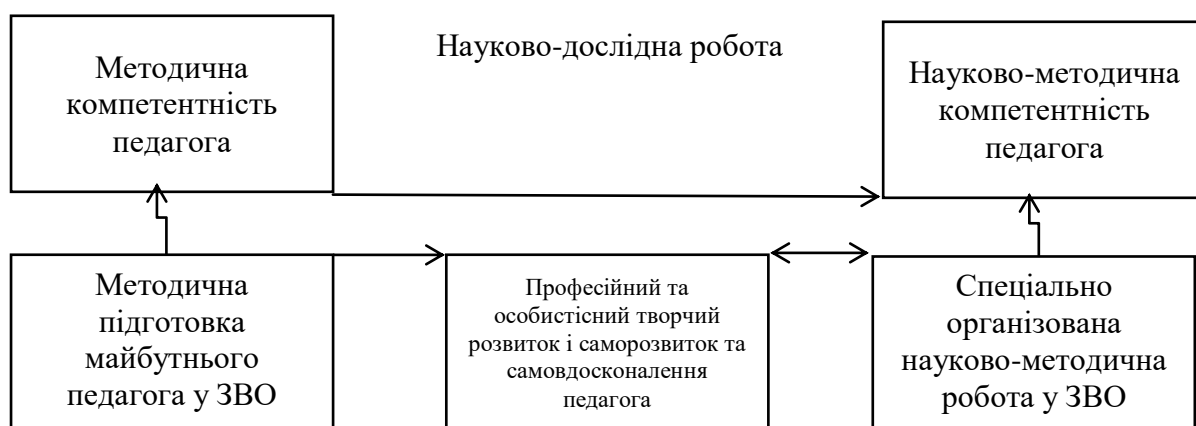 Методична
компетентність
педагога
Науково-дослідна робота
Науково-методична
компетентність
педагога
Методична
підготовка
майбутнього
педагога у ЗВО
Професійний та
особистісний творчий
розвиток і саморозвиток та
самовдосконалення
педагога
Спеціально
організована
науково-методична
робота у ЗВО